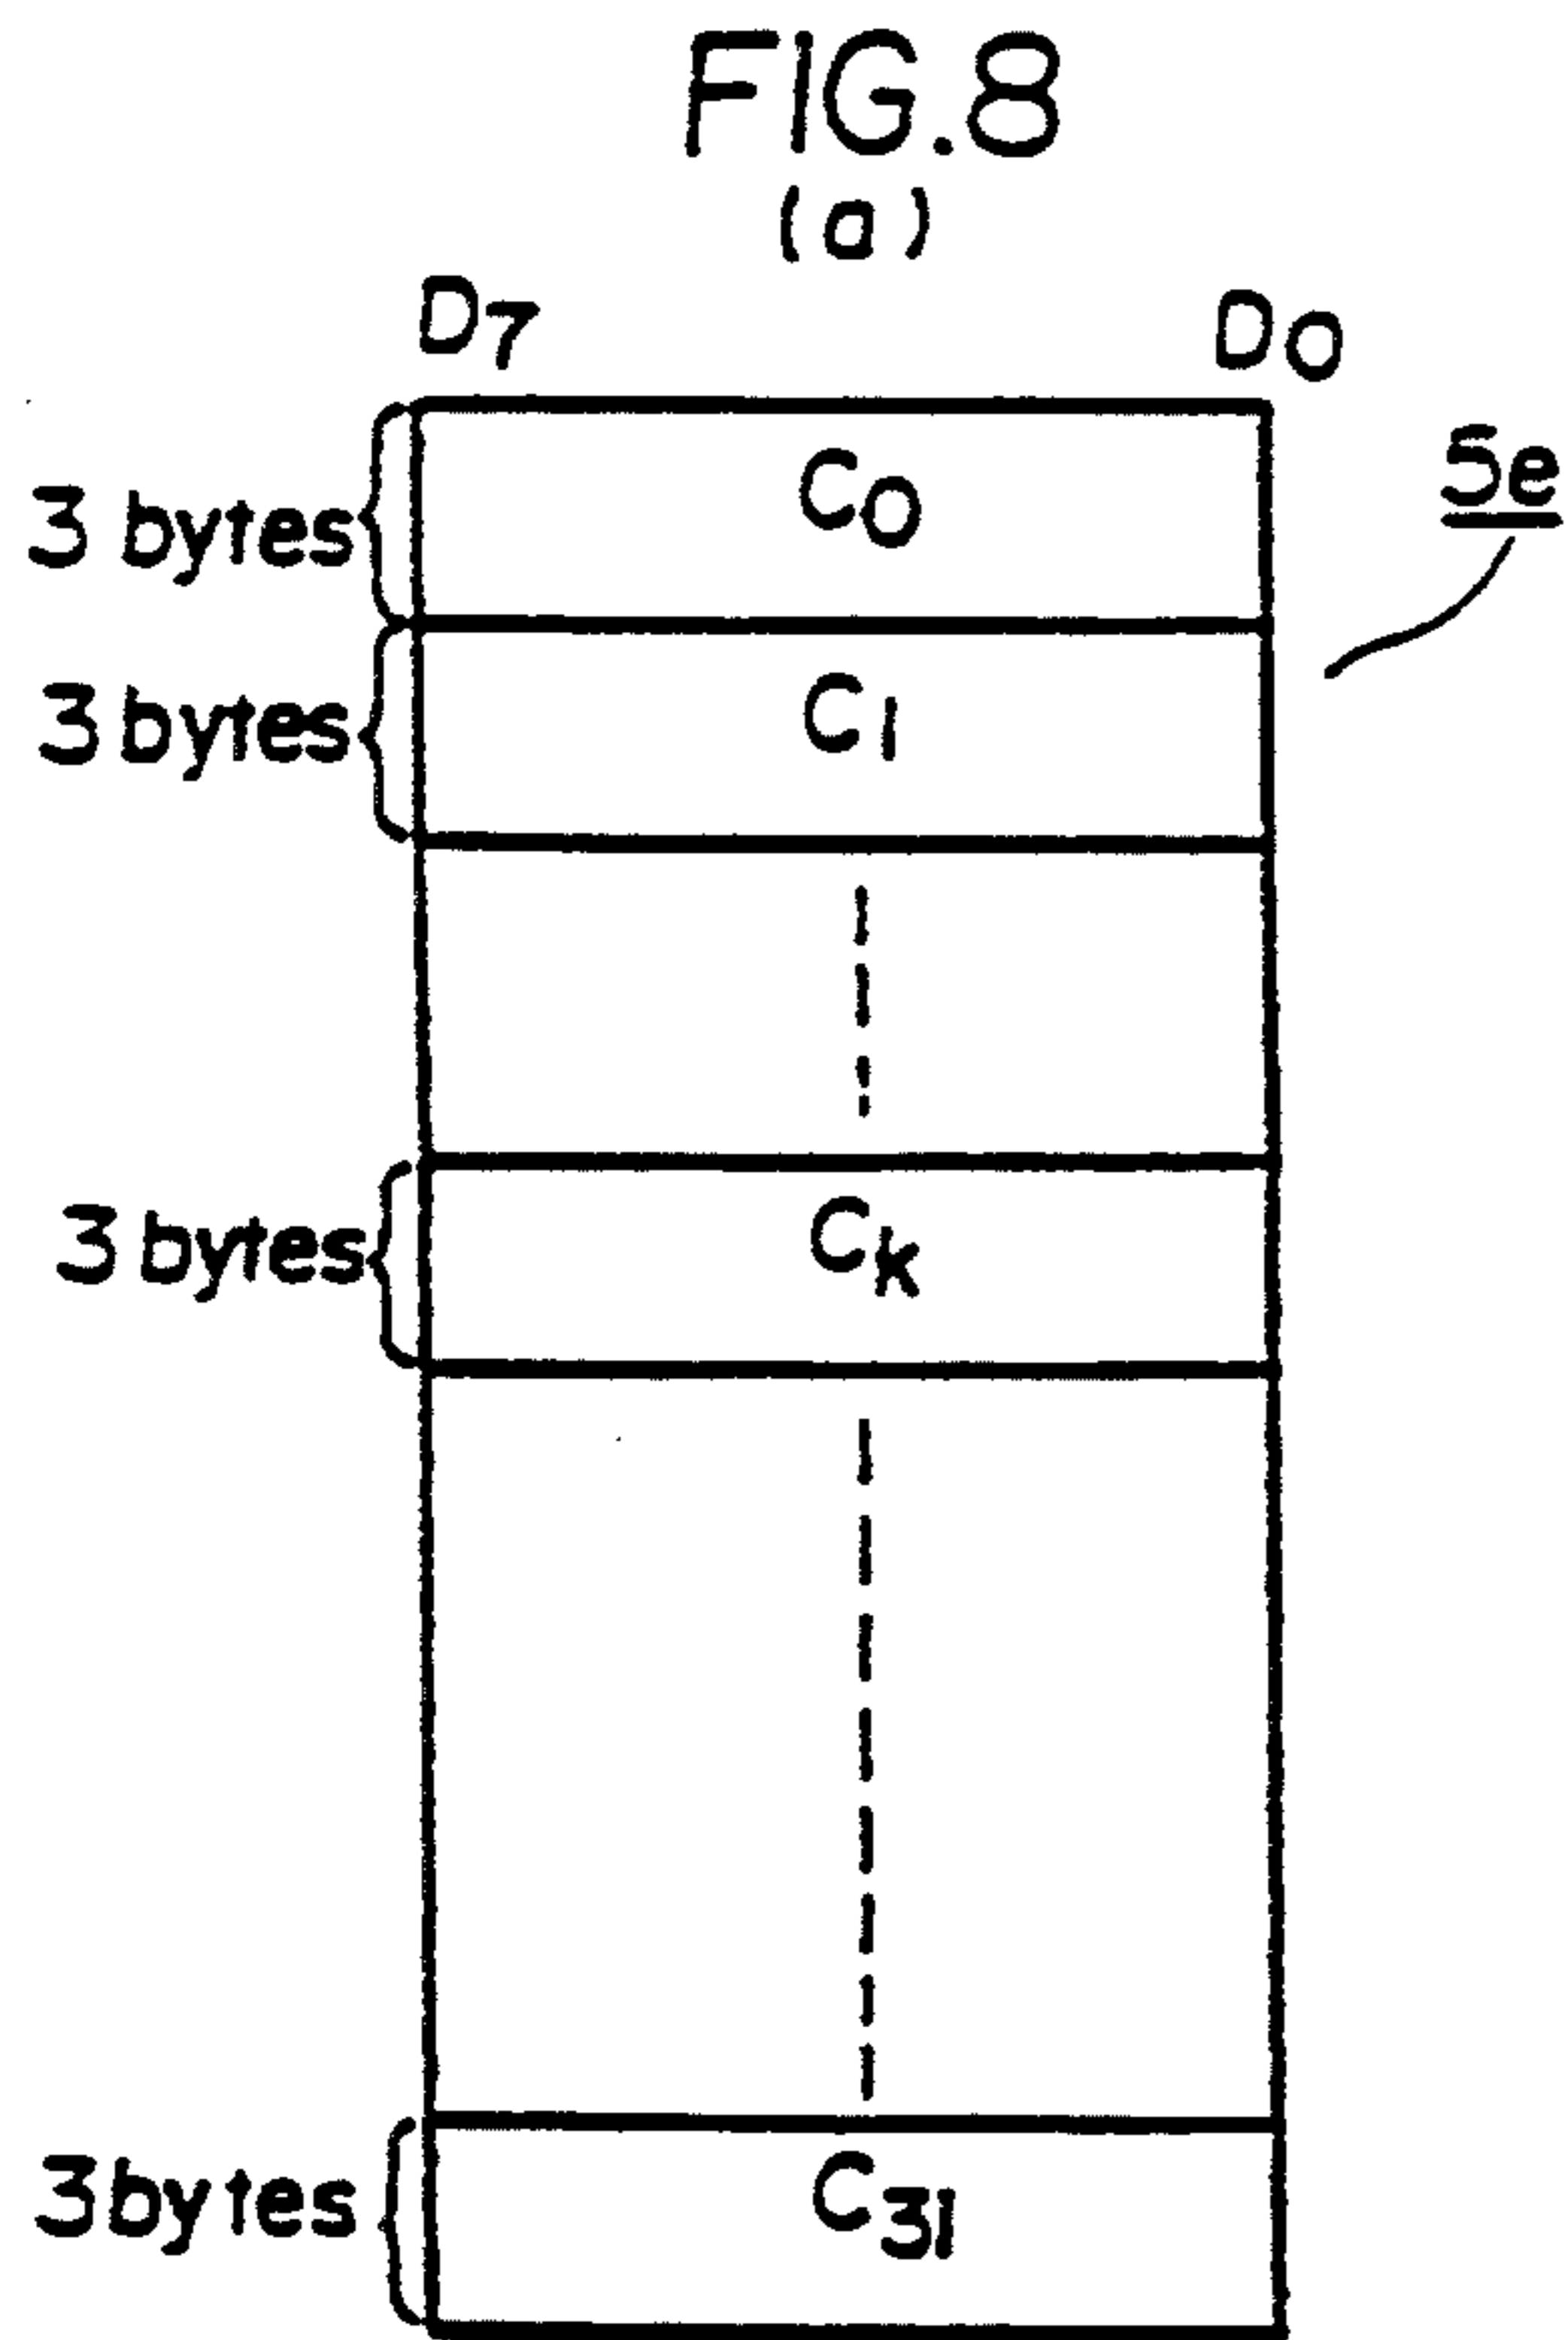 FIG.8
(a)
D7 D0
3 bytes C0
5e
3 bytes C1
3 bytes Ck
3 bytes C31